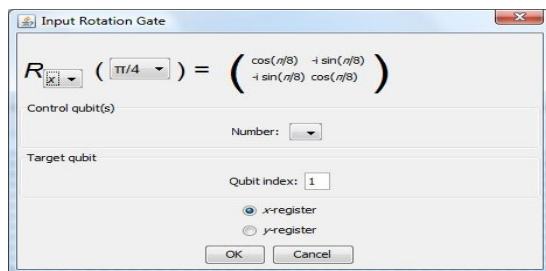 Input Rotation Gate
Rx ( π/4 ) = ( cos(π/8) -i sin(π/8)
-i sin(π/8) cos(π/8) )
Control qubit(s)
Number:
Target qubit
Qubit index: 1
x-register
y-register
OK Cancel